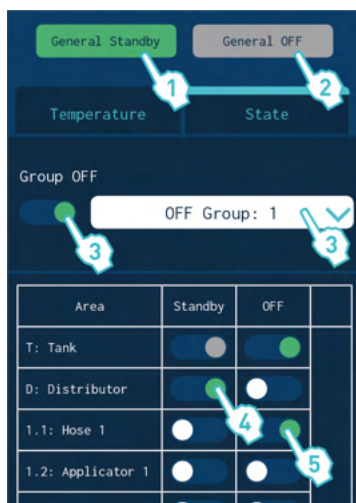 General Standby General OFF
1 2
Temperature State
Group OFF
OFF Group: 1
3 3
Area Standby OFF
T: Tank
D: Distributor
4
1.1: Hose 1
5
1.2: Applicator 1